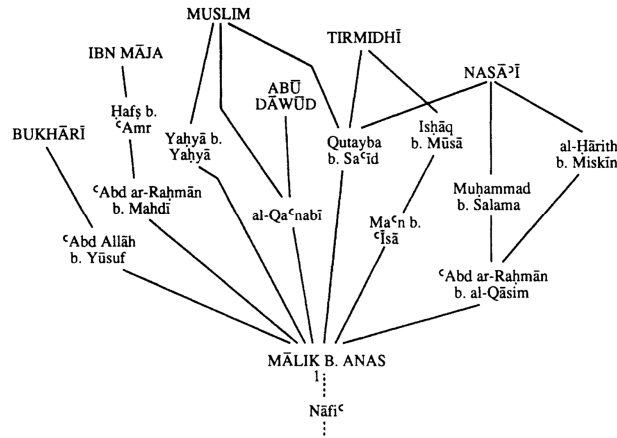 MUSLIM
IBN MĀJA
TIRMIDHĪ
NASĀʾĪ
ABŪ
DĀWŪD
Ḥafṣ b.
ʿAmr
BUKHĀRĪ
Yaḥyā b.
Yaḥyā
Qutayba
b. Saʿīd
Isḥāq
b. Mūsā
al-Ḥārith
b. Miskīn
ʿAbd ar-Raḥmān
b. Mahdī
al-Qaʿnabī
Muḥammad
b. Salama
ʿAbd Allāh
b. Yūsuf
Maʿn b.
ʿĪsā
ʿAbd ar-Raḥmān
b. al-Qāsim
MĀLIK B. ANAS
1
Nāfiʿ